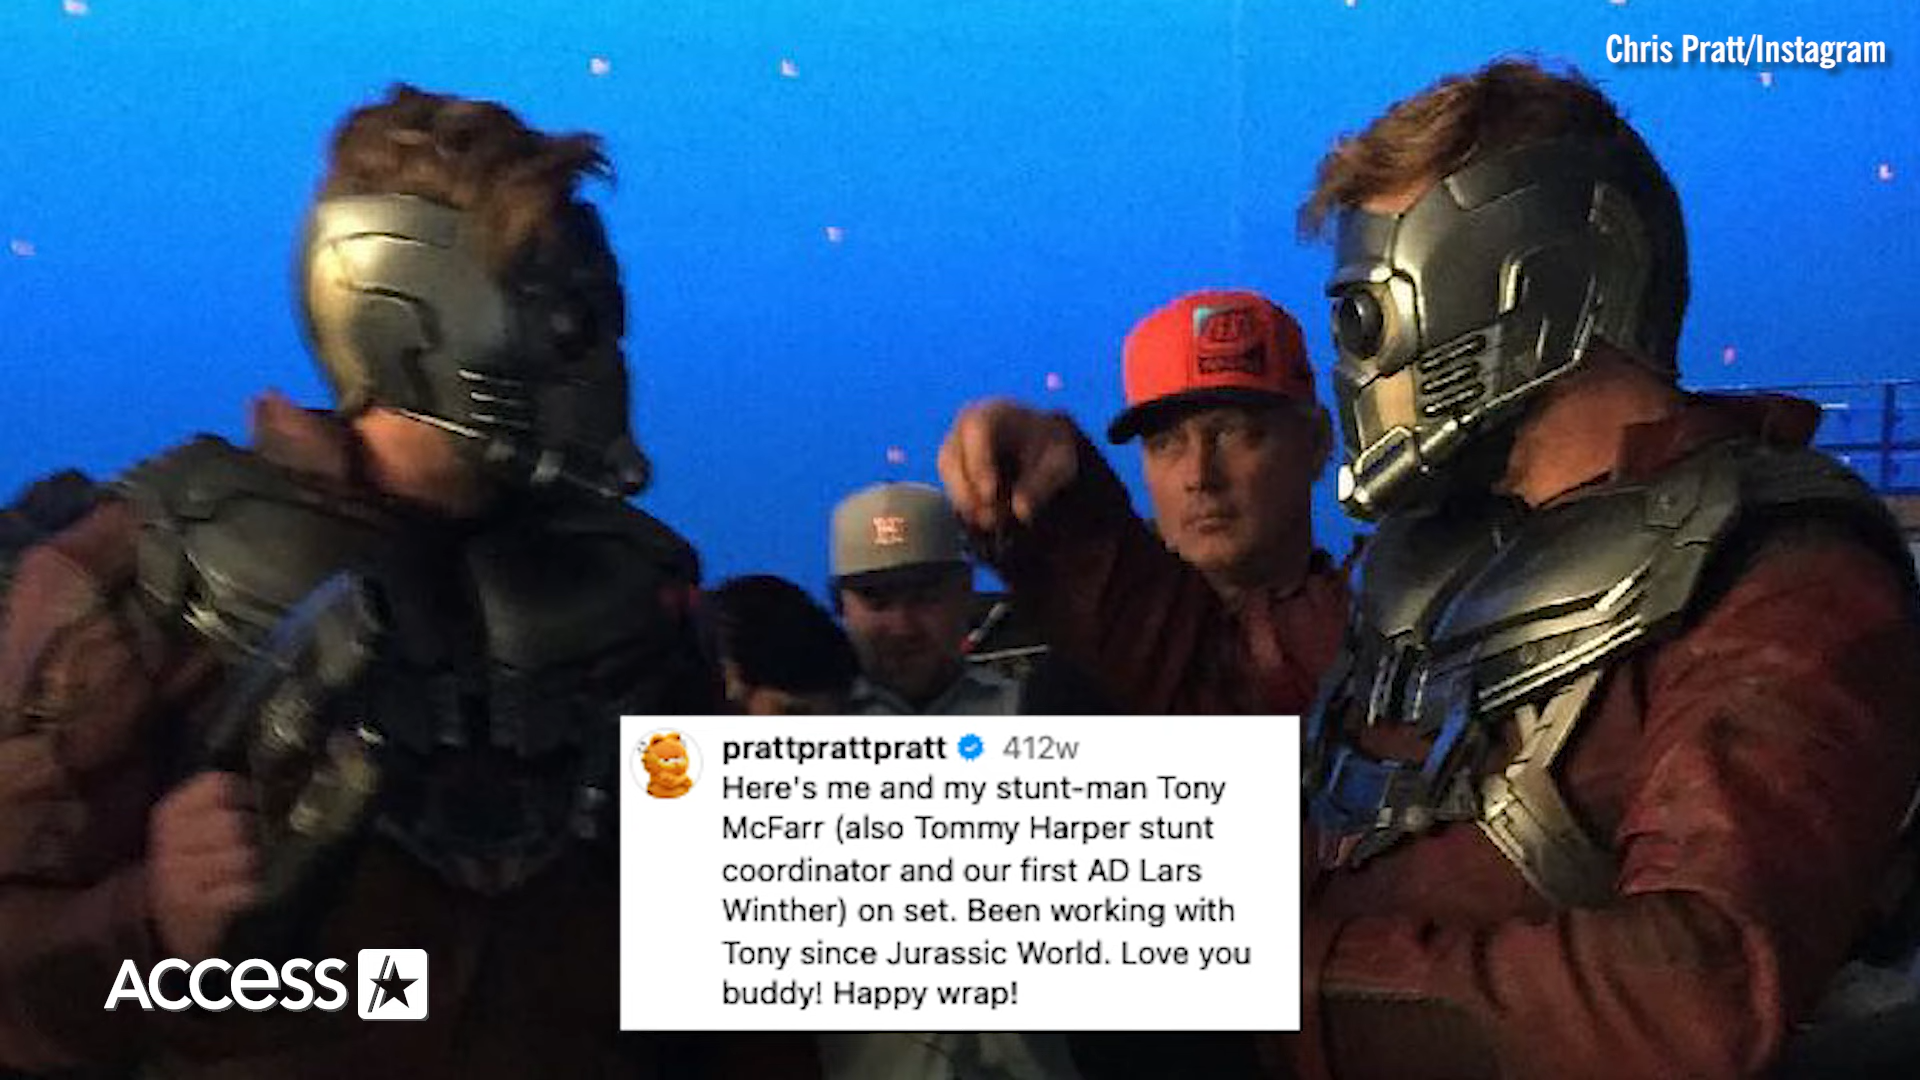 Chris Pratt/Instagram
prattprattpratt 412w
Here's me and my stunt-man Tony
McFarr (also Tommy Harper stunt
coordinator and our first AD Lars
Winther) on set. Been working with
Tony since Jurassic World. Love you
buddy! Happy wrap!
ACCESS